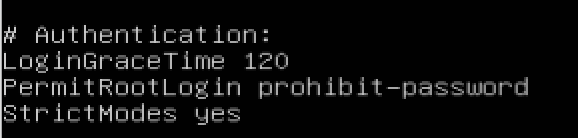 # Authentication:
LoginGraceTime 120
PermitRootLogin prohibit-password
StrictModes yes